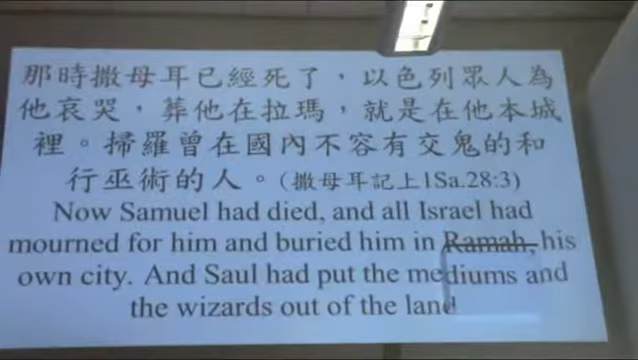 那時撒母耳已經死了，以色列眾人為
他哀哭，葬他在拉瑪，就是在他本城
裡。掃羅曾在國內不容有交鬼的和
行巫術的人。（撒母耳記上1Sa.28:3）
Now Samuel had died, and all Israel had
mourned for him and buried him in Ramah, his
own city. And Saul had put the mediums and
the wizards out of the land